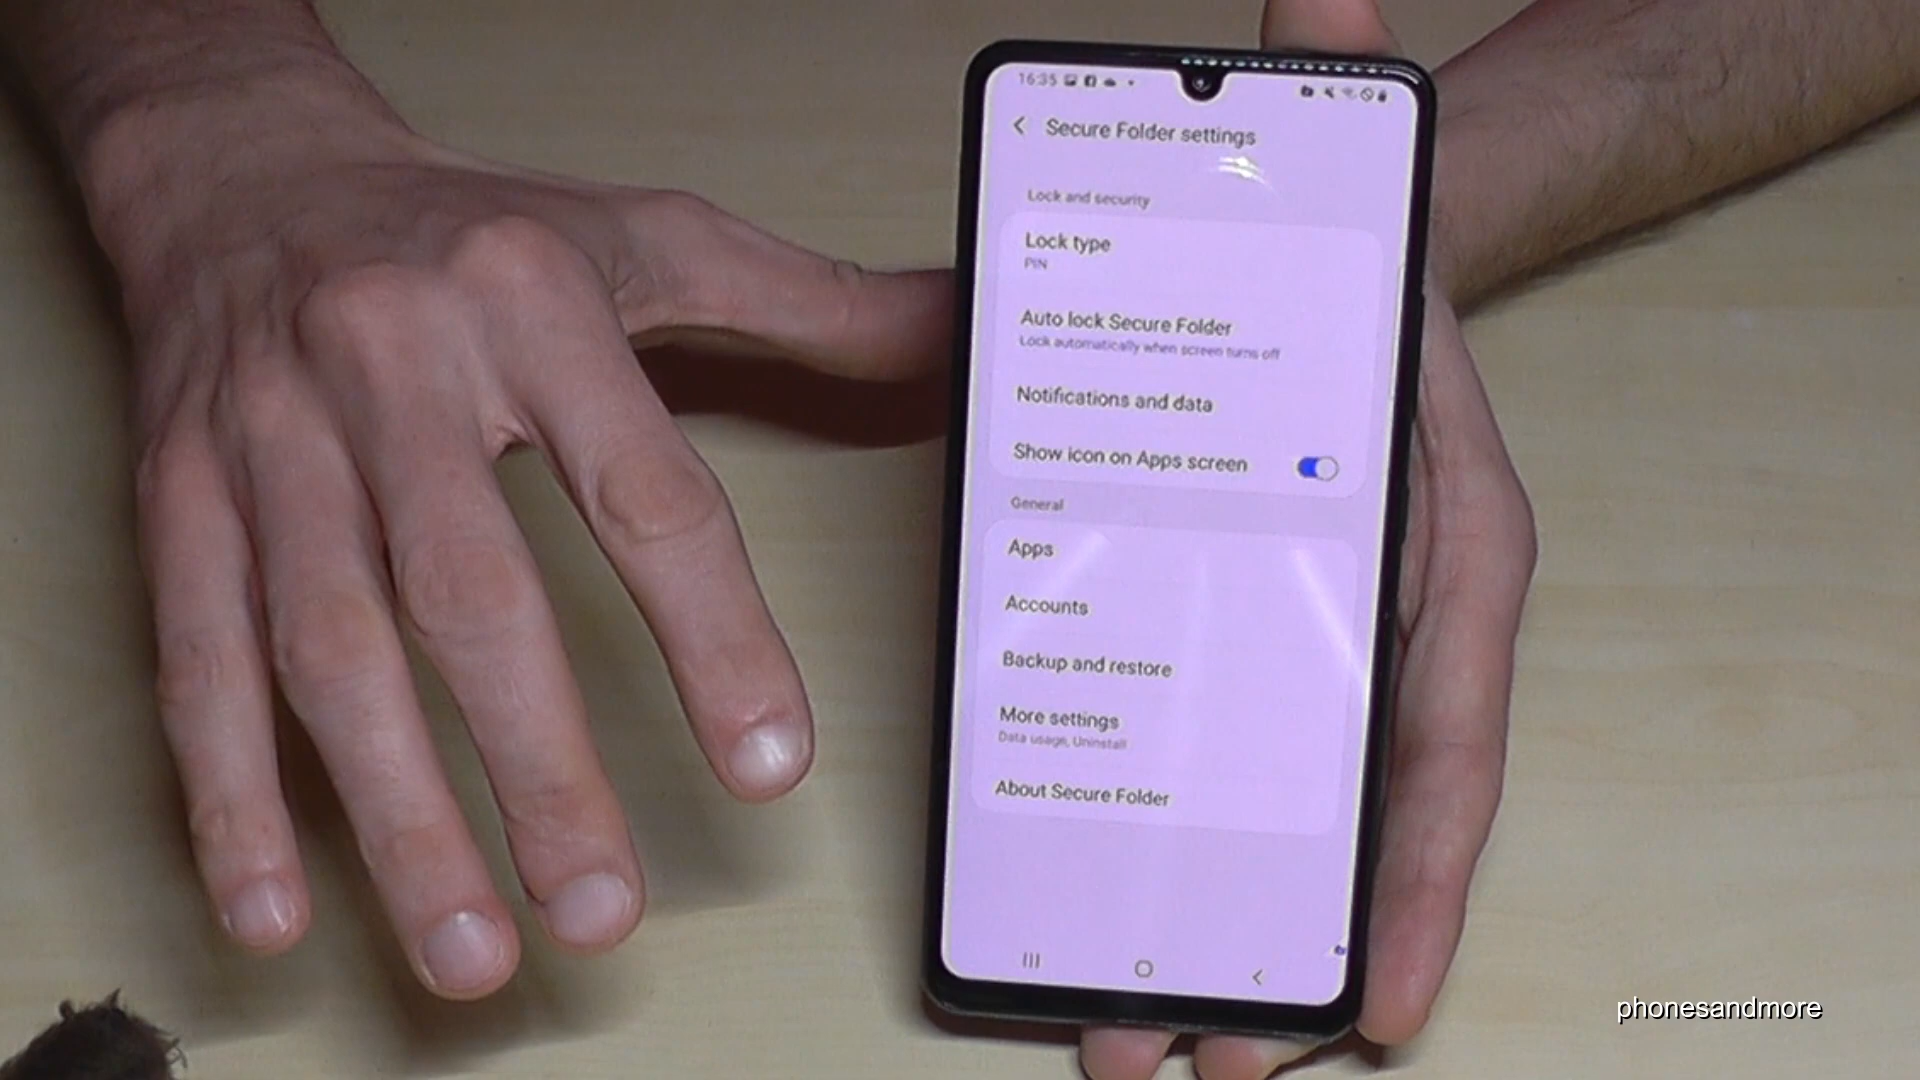 16:35
Secure Folder settings
Lock and security
Lock type
PIN
Auto lock Secure Folder
Lock automatically when screen turns off
Notifications and data
Show icon on Apps screen
General
Apps
Accounts
Backup and restore
More settings
Data usage, Uninstall
About Secure Folder
phonesandmore